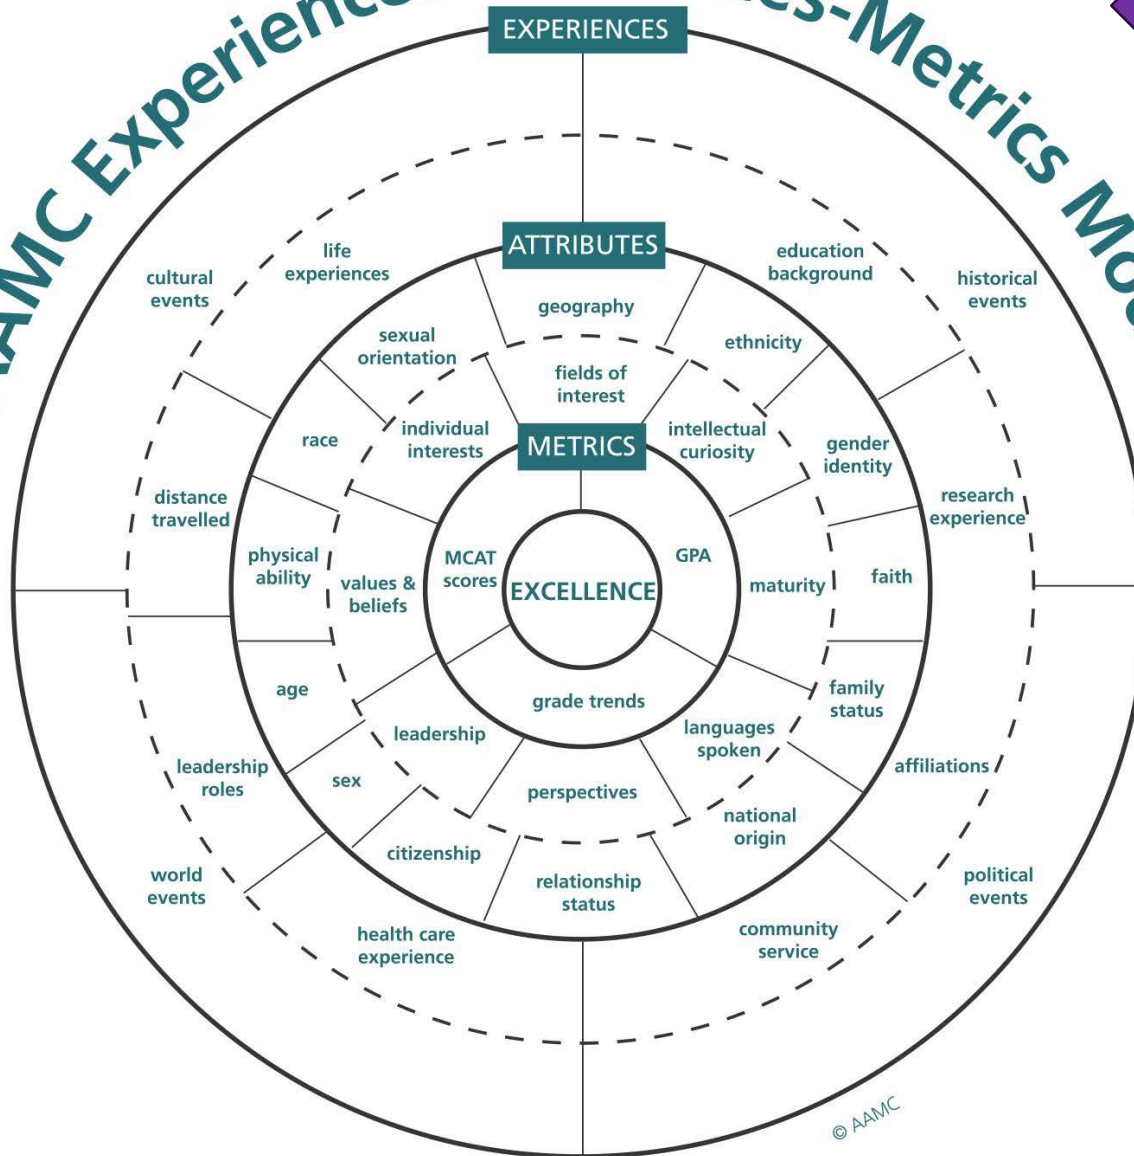 AAMC Experien
es-Metrics Mo
EXPERIENCES
cultural
events
life
experiences
ATTRIBUTES
education
background
historical
events
geography
sexual
orientation
ethnicity
fields of
interest
race
individual
interests
METRICS
intellectual
curiosity
gender
identity
distance
travelled
research
experience
physical
ability
values &
beliefs
MCAT
scores
EXCELLENCE
GPA
maturity
faith
age
leadership
grade trends
languages
spoken
family
status
leadership
roles
sex
perspectives
affiliations
national
origin
world
events
citizenship
relationship
status
political
events
health care
experience
community
service
© AAMC